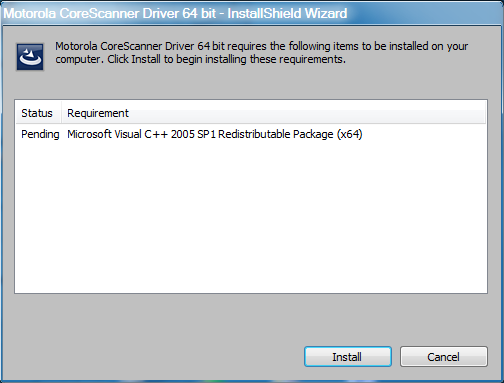 Motorola CoreScanner Driver 64 bit - InstallShield Wizard
Motorola CoreScanner Driver 64 bit requires the following items to be installed on your
computer. Click Install to begin installing these requirements.
Status Requirement
Pending Microsoft Visual C++ 2005 SP1 Redistributable Package (x64)
Install Cancel